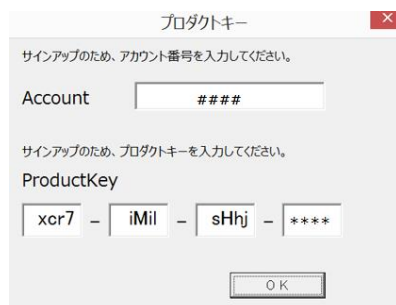 プロダクトキー
サインアップのため、アカウント番号を入力してください。
Account ####
サインアップのため、プロダクトキーを入力してください。
ProductKey
xcr7 – iMil – sHhj – ****
OK